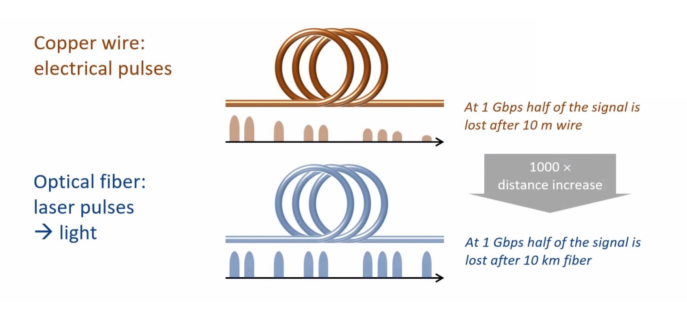 Copper wire:
electrical pulses
At 1 Gbps half of the signal is
lost after 10 m wire
1000 ×
distance increase
Optical fiber:
laser pulses
→ light
At 1 Gbps half of the signal is
lost after 10 km fiber